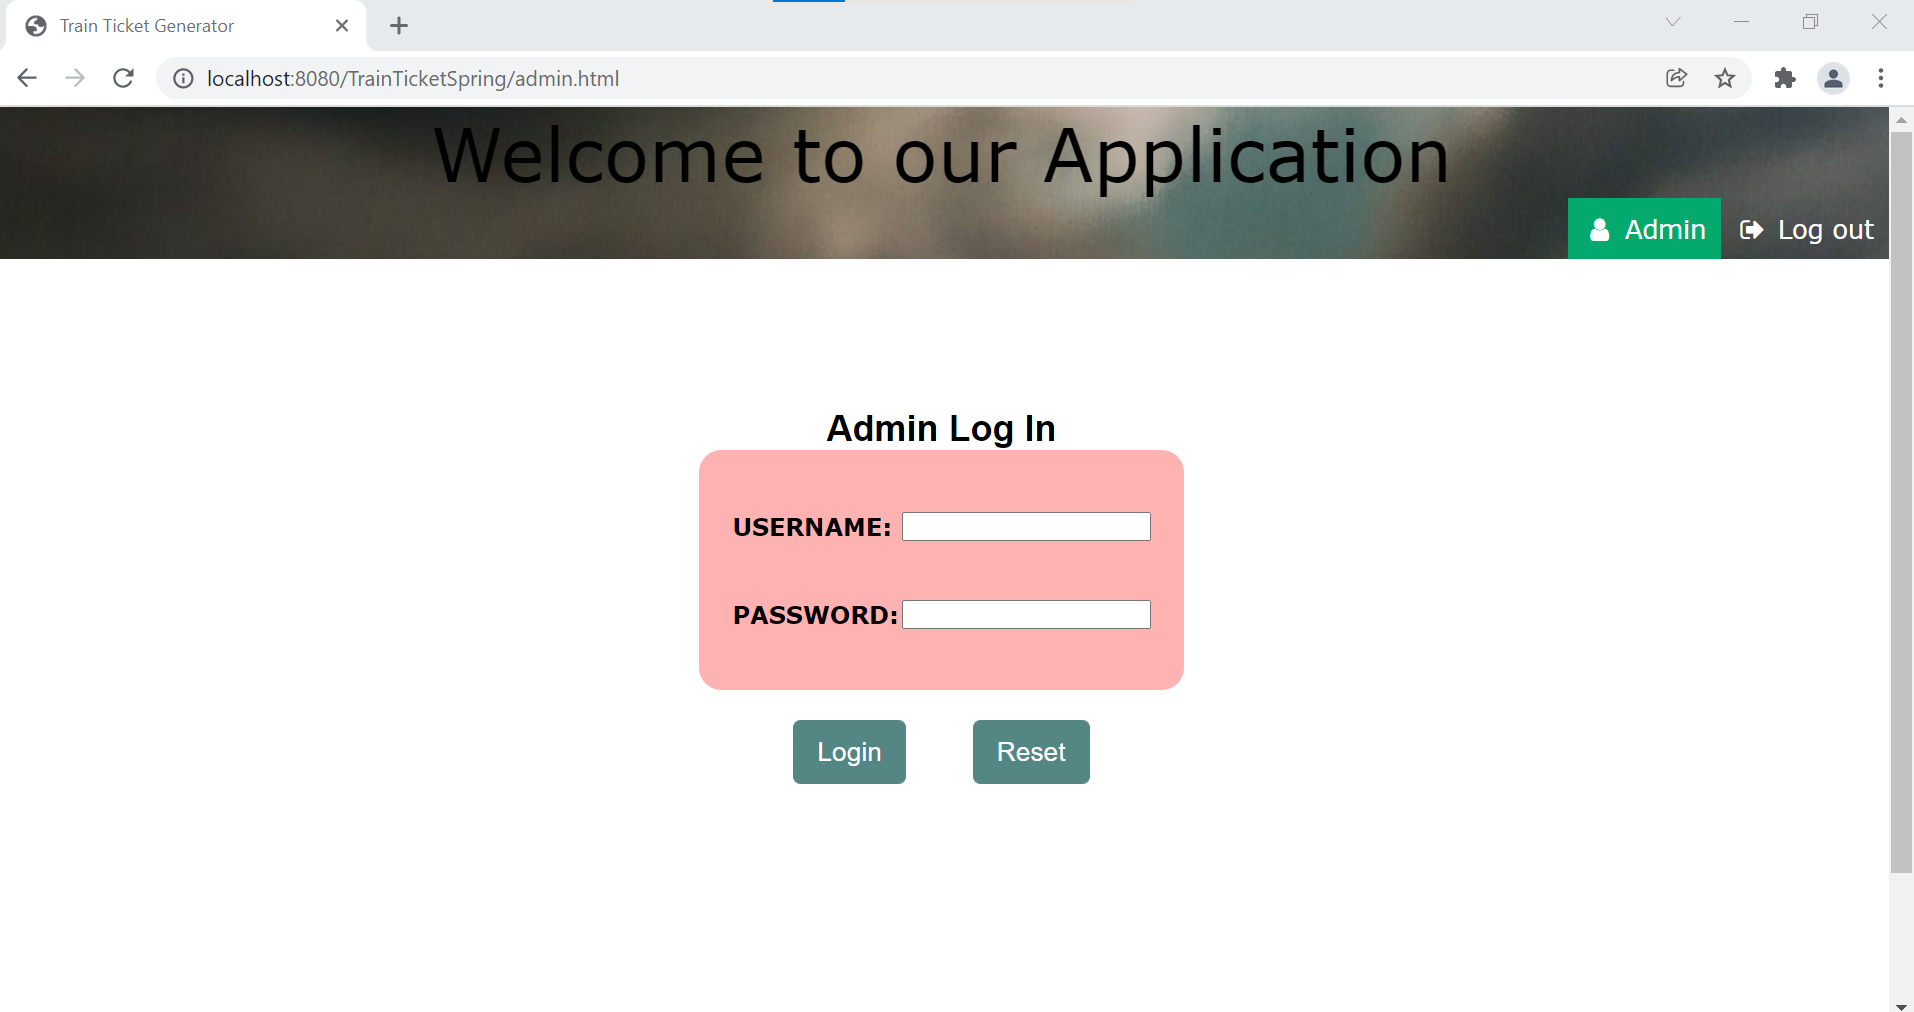 Train Ticket Generator
localhost:8080/TrainTicketSpring/admin.html
Welcome to our Application
Admin Log out
Admin Log In
USERNAME:
PASSWORD:
Login Reset